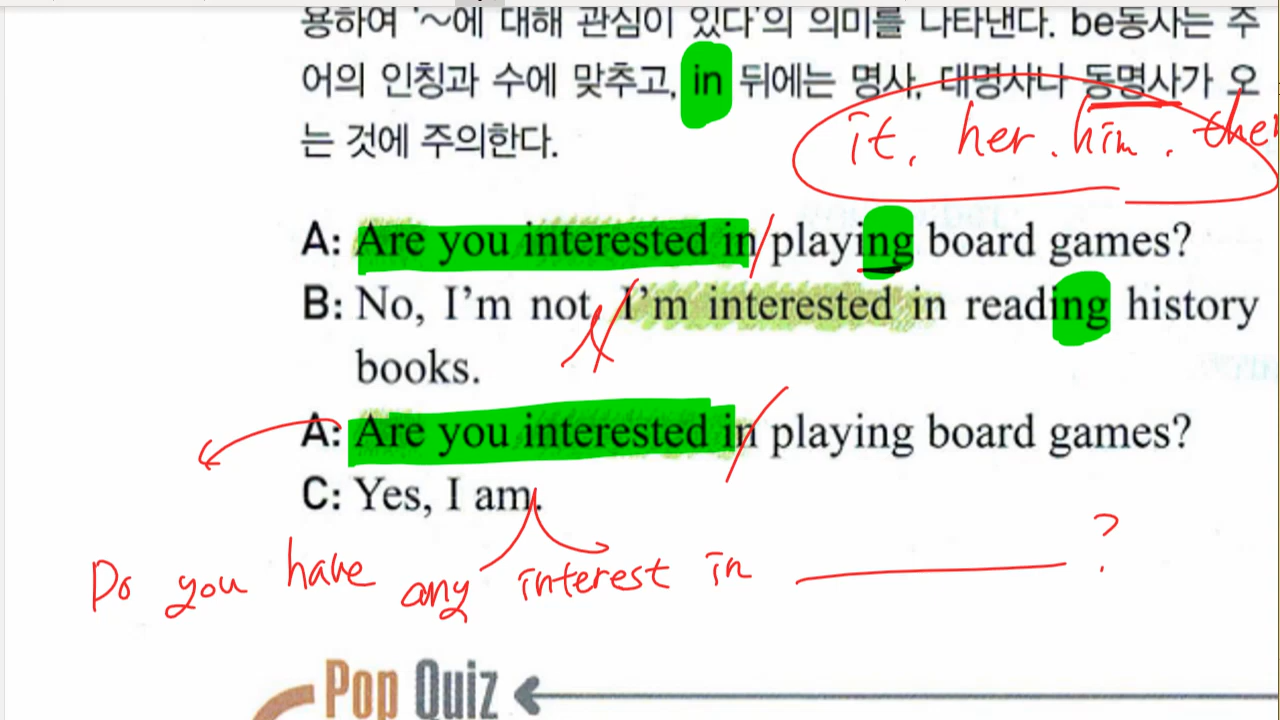 용하여 '~에 대해 관심이 있다'의 의미를 나타낸다. be동사는 주
어의 인칭과 수에 맞추고, in 뒤에는 명사, 대명사나 동명사가 오
는 것에 주의한다.
it, her. him. the
A: Are you interested in playing board games?
B: No, I'm not. I'm interested in reading history
books.
A: Are you interested in playing board games?
C: Yes, I am.
Do you have any interest in ?
Pop Quiz